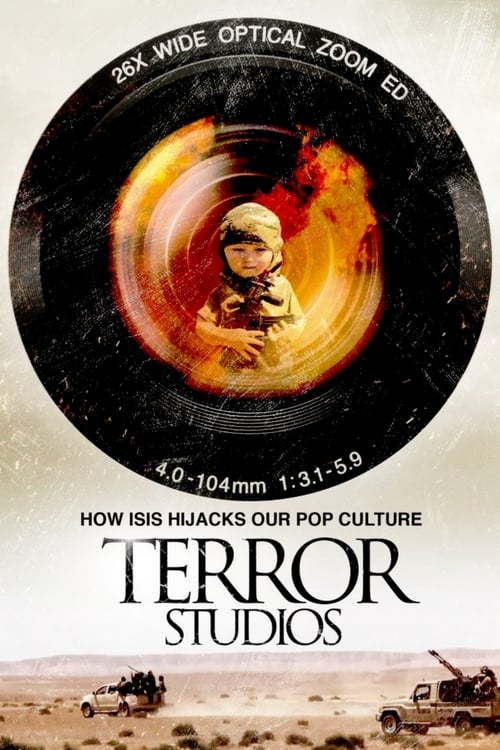 26X WIDE OPTICAL ZOOM ED
4.0-104mm 1:3.1-5.9
HOW ISIS HIJACKS OUR POP CULTURE
TERROR
STUDIOS